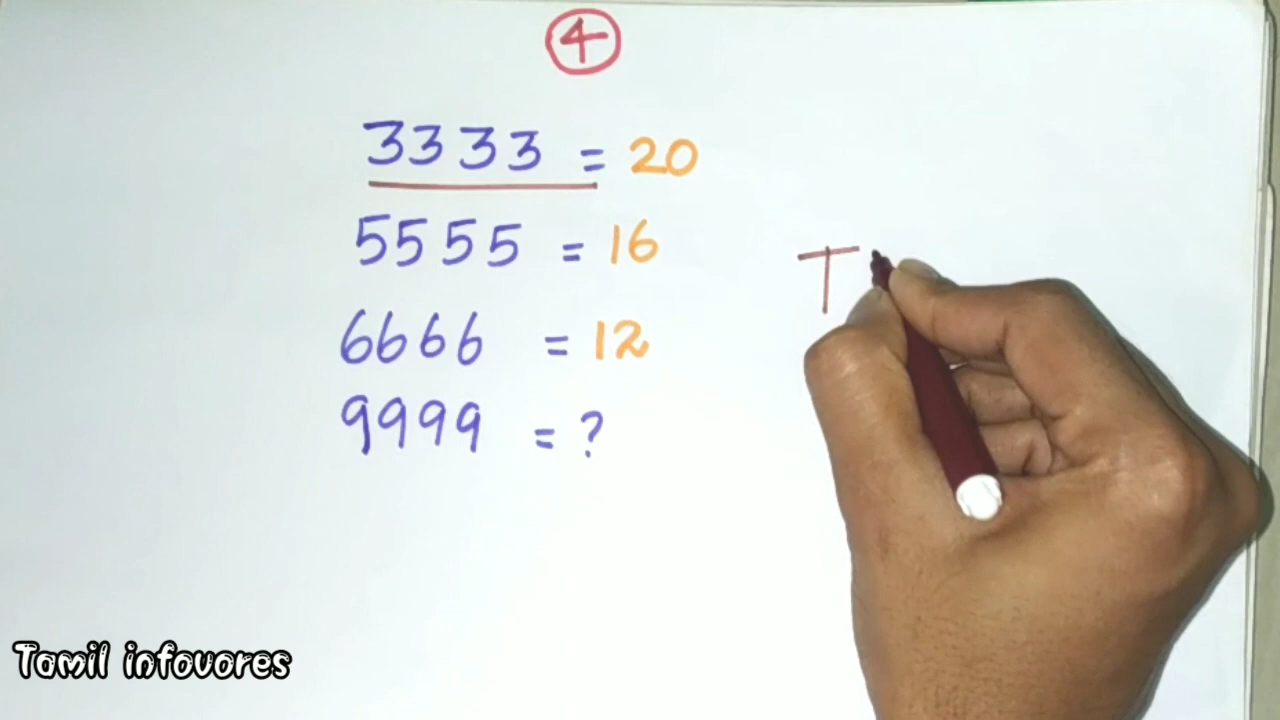 4
3333 = 20
5555 = 16
T
6666 = 12
9999 = ?
Tamil infovores